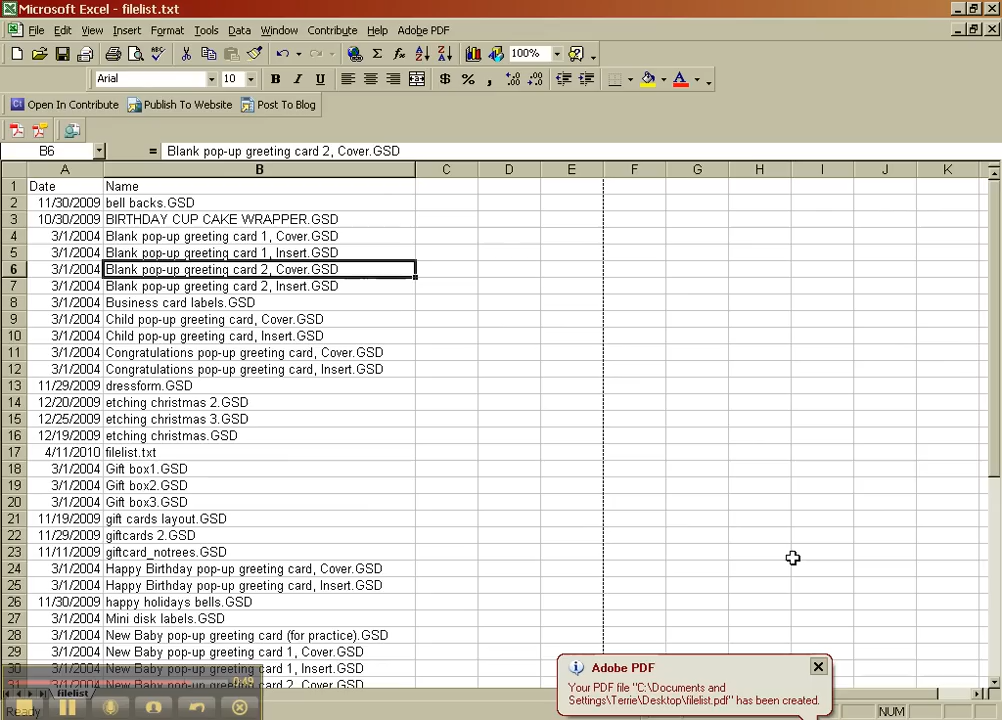 Microsoft Excel - filelist.txt
File Edit View Insert Format Tools Data Window Contribute Help Adobe PDF
100%
Arial 10 B I U $ % ,
Open In Contribute Publish To Website Post To Blog
B6 = Blank pop-up greeting card 2, Cover.GSD
A B C D E F G H I J K
1 Date Name
2 11/30/2009 bell backs.GSD
3 10/30/2009 BIRTHDAY CUP CAKE WRAPPER.GSD
4 3/1/2004 Blank pop-up greeting card 1, Cover.GSD
5 3/1/2004 Blank pop-up greeting card 1, Insert.GSD
6 3/1/2004 Blank pop-up greeting card 2, Cover.GSD
7 3/1/2004 Blank pop-up greeting card 2, Insert.GSD
8 3/1/2004 Business card labels.GSD
9 3/1/2004 Child pop-up greeting card, Cover.GSD
10 3/1/2004 Child pop-up greeting card, Insert.GSD
11 3/1/2004 Congratulations pop-up greeting card, Cover.GSD
12 3/1/2004 Congratulations pop-up greeting card, Insert.GSD
13 11/29/2009 dressform.GSD
14 12/20/2009 etching christmas 2.GSD
15 12/25/2009 etching christmas 3.GSD
16 12/19/2009 etching christmas.GSD
17 4/11/2010 filelist.txt
18 3/1/2004 Gift box1.GSD
19 3/1/2004 Gift box2.GSD
20 3/1/2004 Gift box3.GSD
21 11/19/2009 gift cards layout.GSD
22 11/29/2009 giftcards 2.GSD
23 11/11/2009 giftcard_notrees.GSD
24 3/1/2004 Happy Birthday pop-up greeting card, Cover.GSD
25 3/1/2004 Happy Birthday pop-up greeting card, Insert.GSD
26 11/30/2009 happy holidays bells.GSD
27 3/1/2004 Mini disk labels.GSD
28 3/1/2004 New Baby pop-up greeting card (for practice).GSD
29 3/1/2004 New Baby pop-up greeting card 1, Cover.GSD
30 3/1/2004 New Baby pop-up greeting card 1, Insert.GSD
31 3/1/2004 New Baby pop-up greeting card 2, Cover.GSD
0:49
filelist
Ready
NUM
Adobe PDF
Your PDF file "C:\Documents and
Settings\Terrie\Desktop\filelist.pdf" has been created.